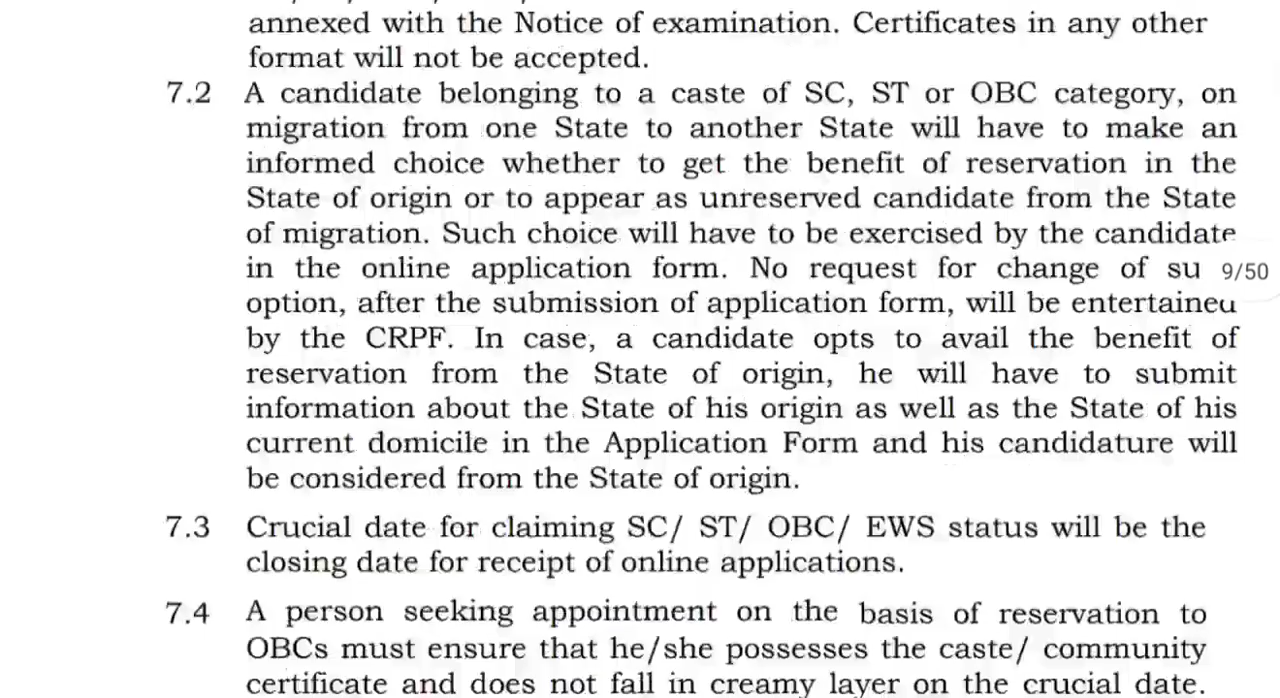 annexed with the Notice of examination. Certificates in any other
format will not be accepted.
7.2 A candidate belonging to a caste of SC, ST or OBC category, on
migration from one State to another State will have to make an
informed choice whether to get the benefit of reservation in the
State of origin or to appear as unreserved candidate from the State
of migration. Such choice will have to be exercised by the candidate
in the online application form. No request for change of su 9/50
option, after the submission of application form, will be entertained
by the CRPF. In case, a candidate opts to avail the benefit of
reservation from the State of origin, he will have to submit
information about the State of his origin as well as the State of his
current domicile in the Application Form and his candidature will
be considered from the State of origin.
7.3 Crucial date for claiming SC/ ST/ OBC/ EWS status will be the
closing date for receipt of online applications.
7.4 A person seeking appointment on the basis of reservation to
OBCs must ensure that he/she possesses the caste/ community
certificate and does not fall in creamy layer on the crucial date.